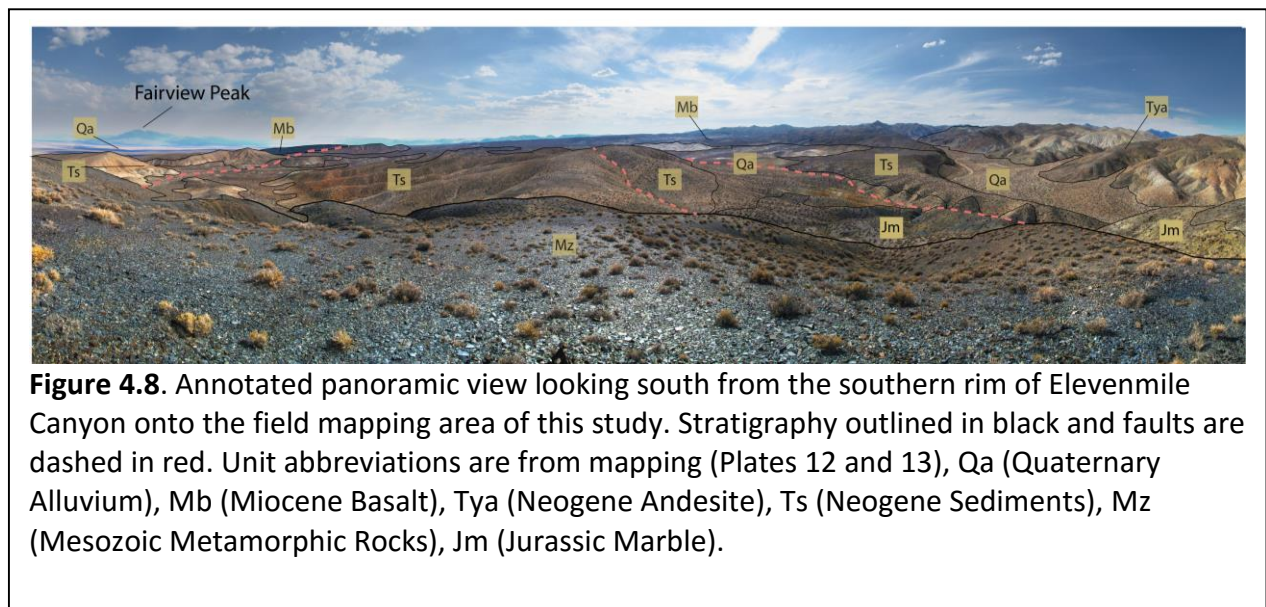 Fairview Peak
Qa
Mb
Mb
Tya
Ts
Ts
Ts
Qa
Ts
Qa
Jm
Jm
Mz
Figure 4.8. Annotated panoramic view looking south from the southern rim of Elevenmile
Canyon onto the field mapping area of this study. Stratigraphy outlined in black and faults are
dashed in red. Unit abbreviations are from mapping (Plates 12 and 13), Qa (Quaternary
Alluvium), Mb (Miocene Basalt), Tya (Neogene Andesite), Ts (Neogene Sediments), Mz
(Mesozoic Metamorphic Rocks), Jm (Jurassic Marble).